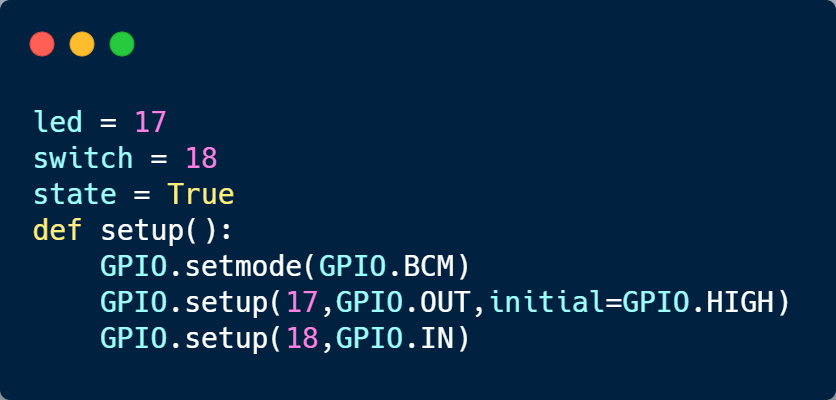 led = 17
switch = 18
state = True
def setup():
    GPIO.setmode(GPIO.BCM)
    GPIO.setup(17,GPIO.OUT,initial=GPIO.HIGH)
    GPIO.setup(18,GPIO.IN)